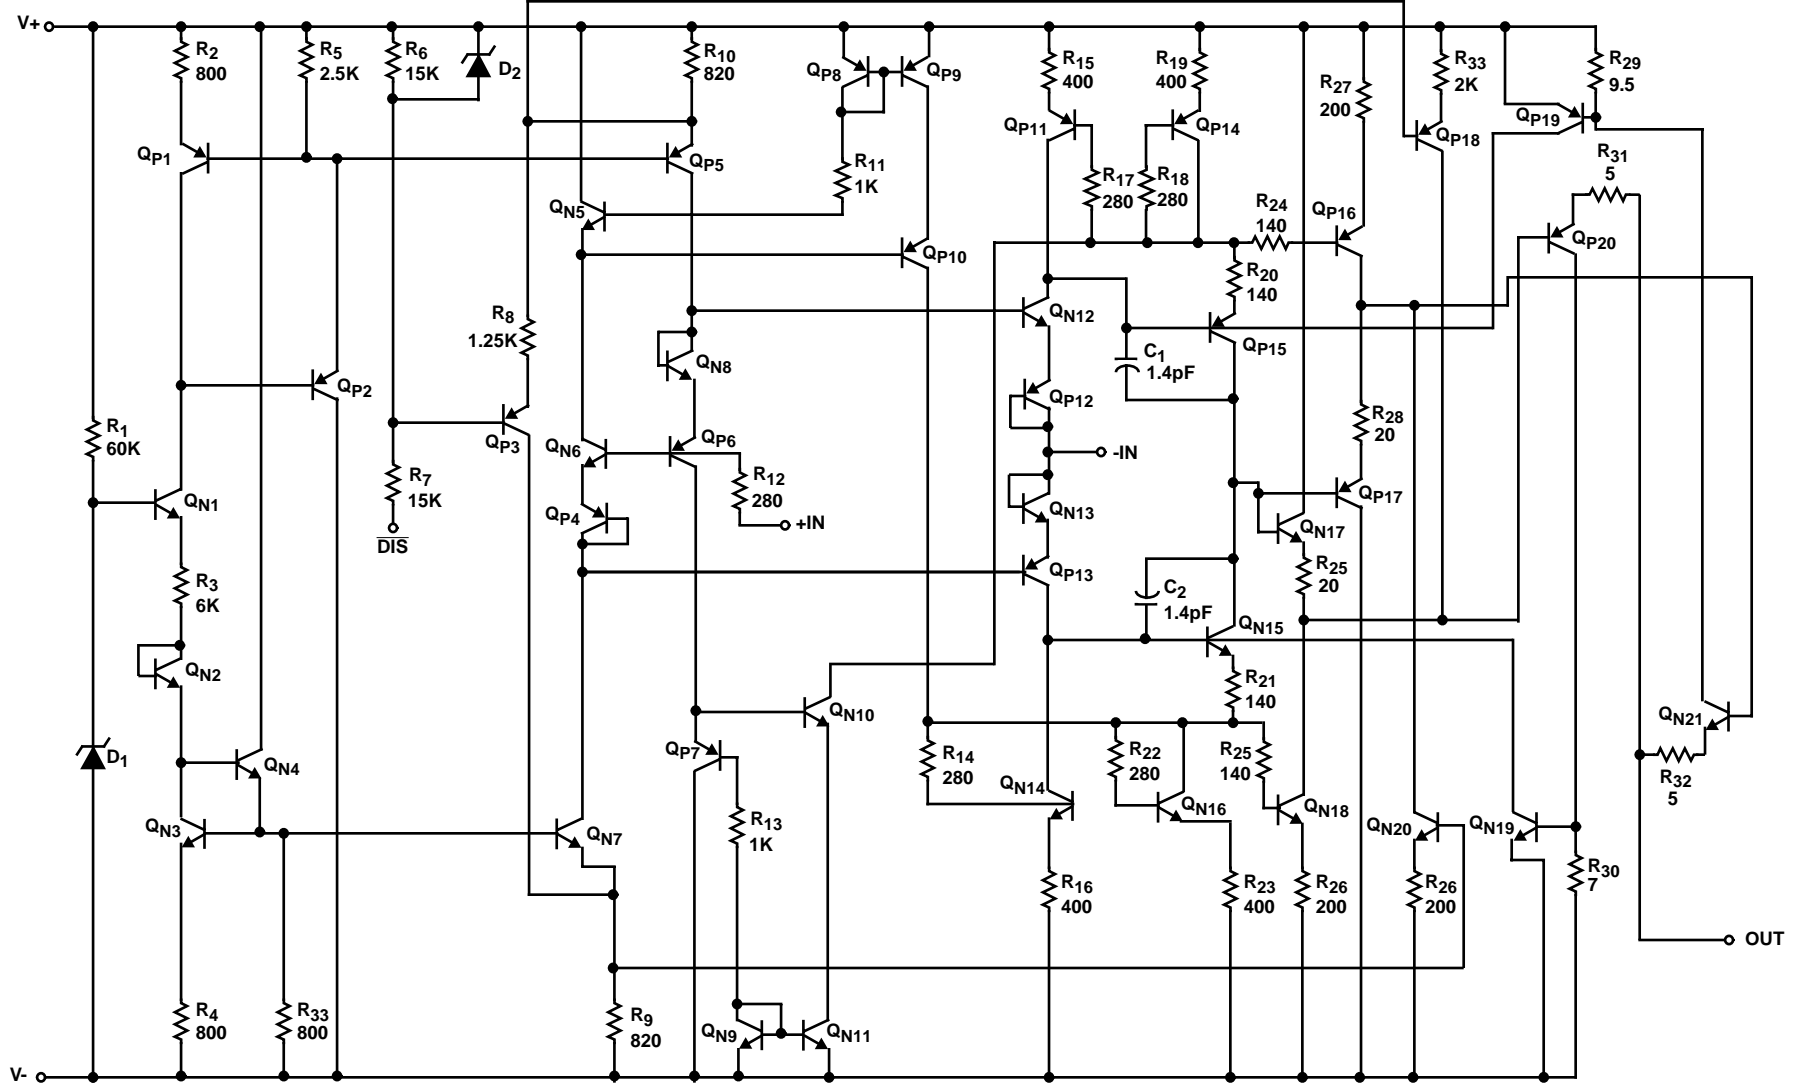 V+
R2
800
R5
2.5K
R6
15K
D2
R10
820
QP8
QP9
R15
400
R19
400
R27
200
R33
2K
R29
9.5
QP1
QP5
R11
1K
QP11
QP14
QP18
QP19
R31
5
QN5
R17
280
R18
280
R24
140
QP16
QP20
QP10
R20
140
R8
1.25K
QN12
QN8
C1
1.4pF
QP15
QP2
QP12
R1
60K
QP3
QN6
QP6
-IN
R28
20
R7
15K
R12
280
QN1
QP4
+IN
QN13
QP17
QN17
DIS
R3
6K
QP13
C2
1.4pF
R25
20
QN15
QN2
R21
140
QN10
QN21
D1
QN4
QP7
R14
280
R22
280
R25
140
QN14
QN16
QN18
R32
5
QN3
QN7
R13
1K
QN20
QN19
R16
400
R23
400
R26
200
R26
200
R30
7
OUT
R4
800
R33
800
R9
820
QN9
QN11
V-